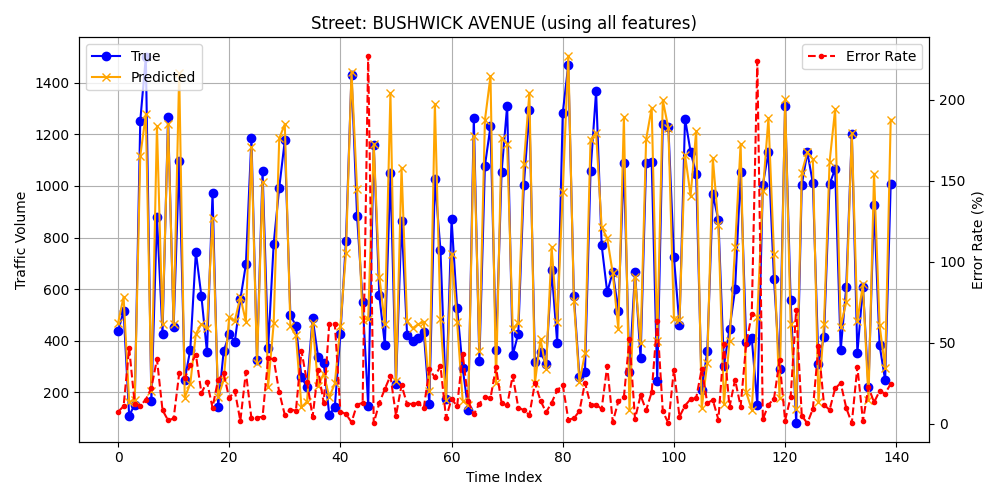 Street: BUSHWICK AVENUE (using all features)
True
Predicted
Error Rate
1400
1200
1000
800
600
400
200
200
150
100
50
0
Traffic Volume
Error Rate (%)
0 20 40 60 80 100 120 140
Time Index